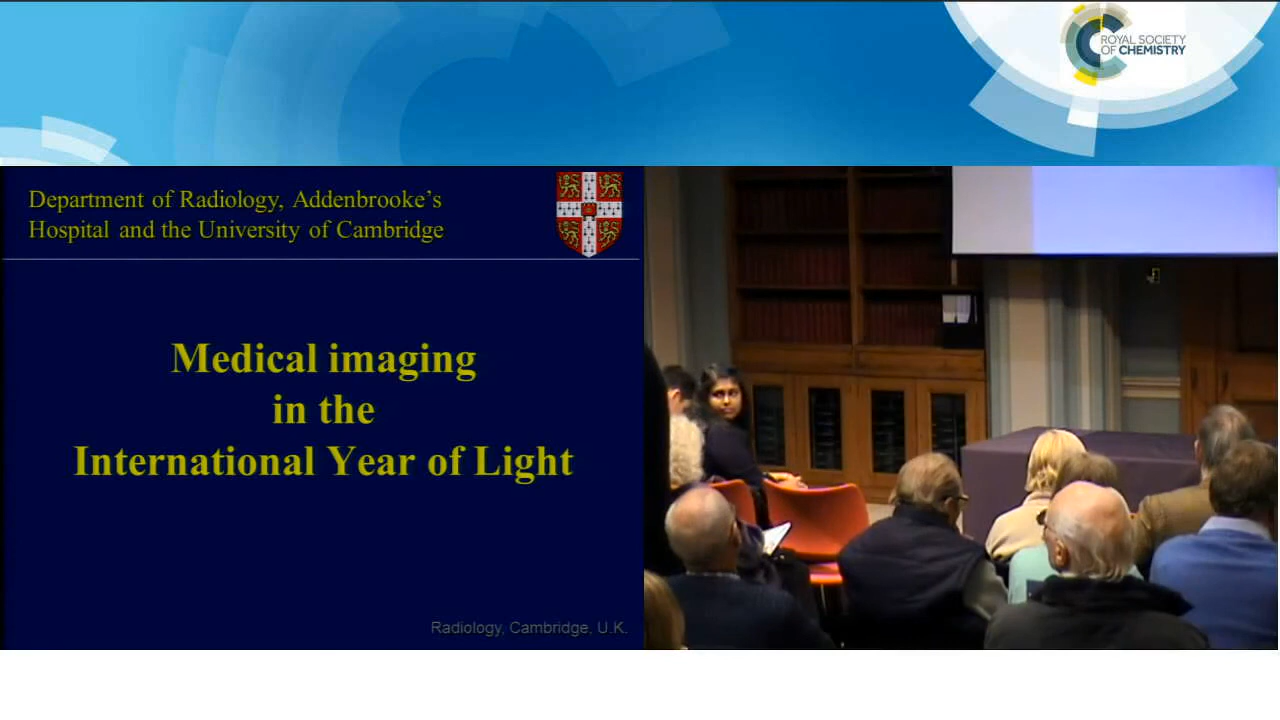 ROYAL SOCIETY
OF CHEMISTRY
Department of Radiology, Addenbrooke's
Hospital and the University of Cambridge
Medical imaging
in the
International Year of Light
Radiology, Cambridge, U.K.